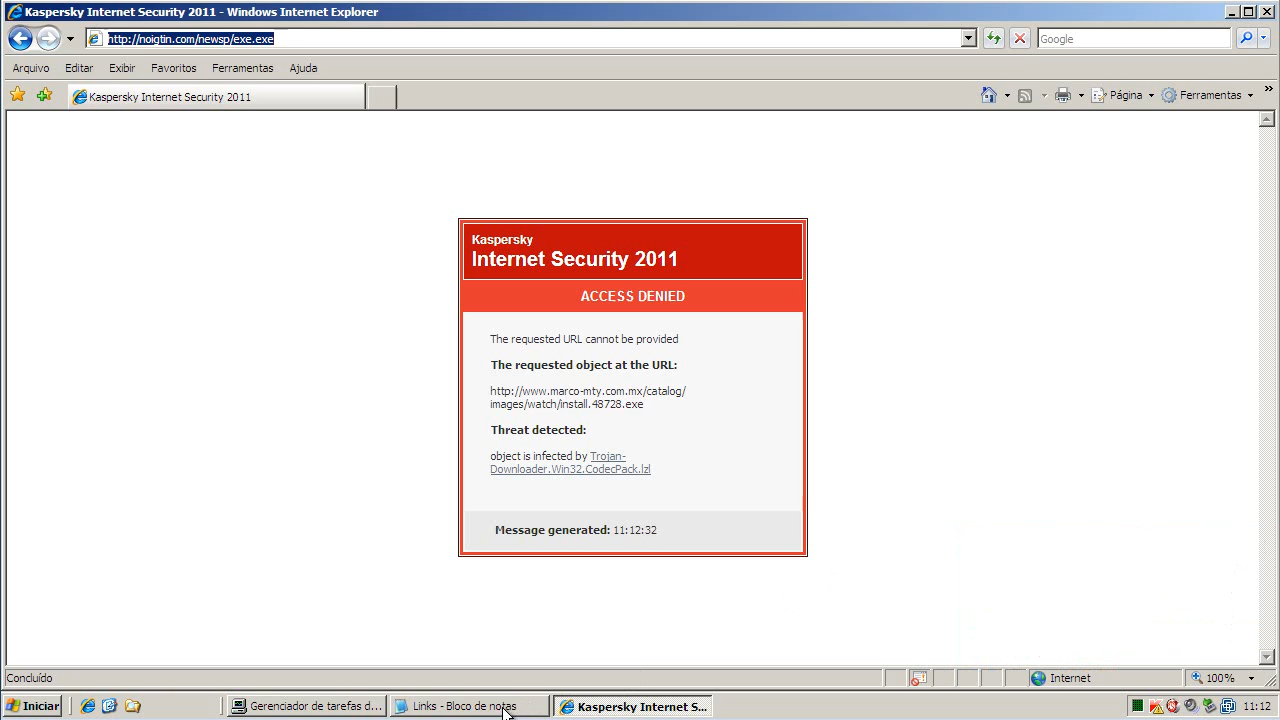 Kaspersky Internet Security 2011 - Windows Internet Explorer
http://noigtin.com/newsp/exe.exe
Google
Arquivo Editar Exibir Favoritos Ferramentas Ajuda
Kaspersky Internet Security 2011
Página Ferramentas
Kaspersky
Internet Security 2011
ACCESS DENIED
The requested URL cannot be provided
The requested object at the URL:
http://www.marco-mty.com.mx/catalog/
images/watch/install.48728.exe
Threat detected:
object is infected by Trojan-
Downloader.Win32.CodecPack.lzl
Message generated: 11:12:32
Concluído
Internet
100%
Iniciar
Gerenciador de tarefas d...
Links - Bloco de notas
Kaspersky Internet S...
11:12